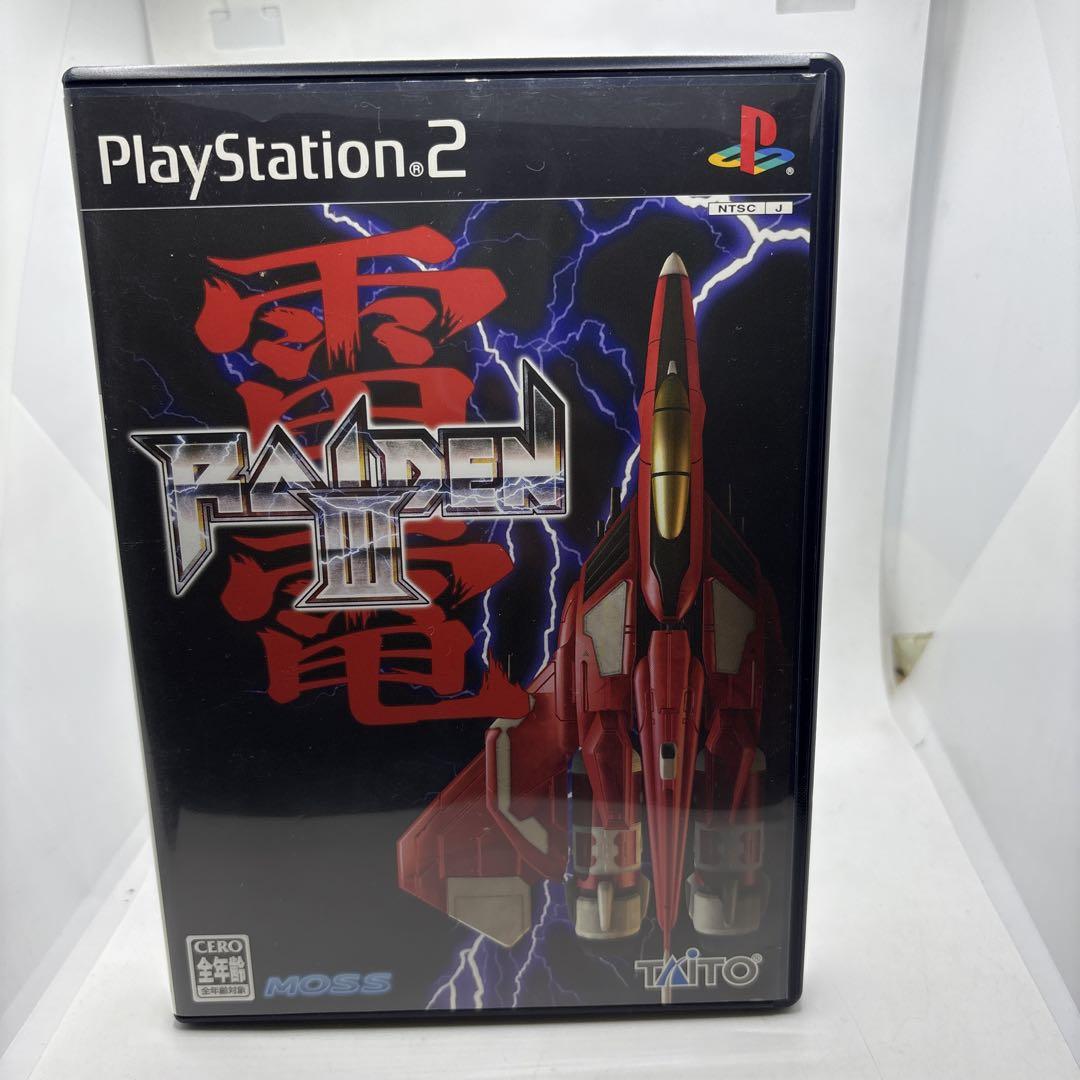 PlayStation®2
®
NTSC J
雷電
RAIDEN
III
CERO
全年齢
全年齢対象
MOSS
TAITO®